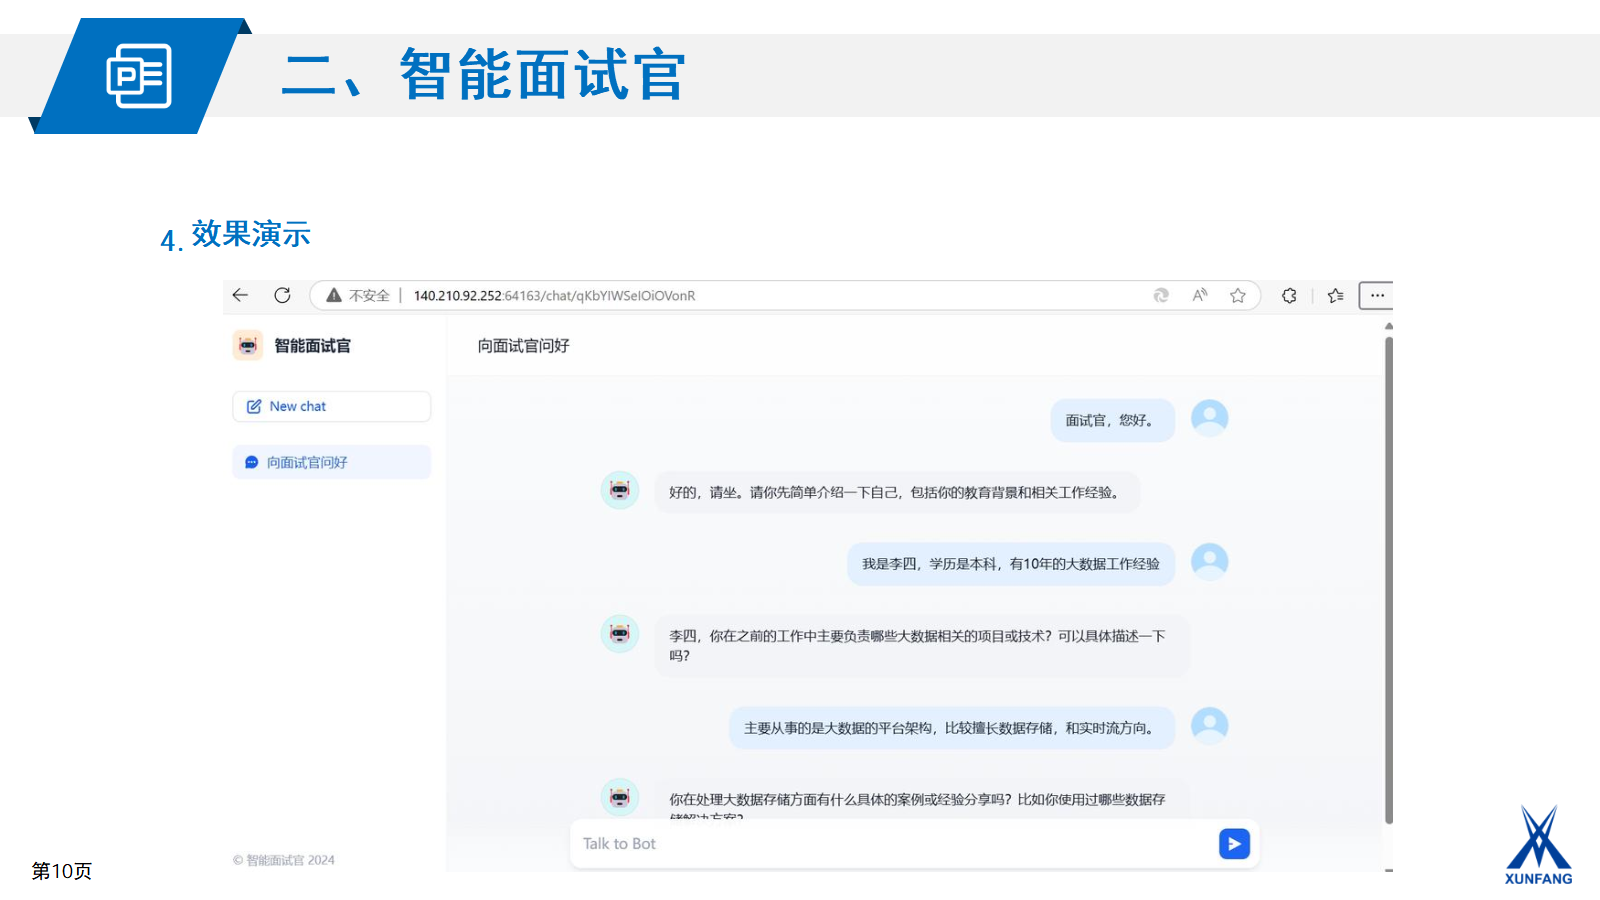 二、智能面试官
4. 效果演示
不安全 | 140.210.92.252:64163/chat/qKbYIWSeIOiOVonR
智能面试官
向面试官问好
New chat
向面试官问好
面试官，您好。
好的，请坐。请你先简单介绍一下自己，包括你的教育背景和相关工作经验。
我是李四，学历是本科，有10年的大数据工作经验
李四，你在之前的工作中主要负责哪些大数据相关的项目或技术？可以具体描述一下
吗？
主要从事的是大数据的平台架构，比较擅长数据存储，和实时流方向。
你在处理大数据存储方面有什么具体的案例或经验分享吗？比如你使用过哪些数据存
储解决方案？
Talk to Bot
© 智能面试官 2024
第10页
XUNFANG